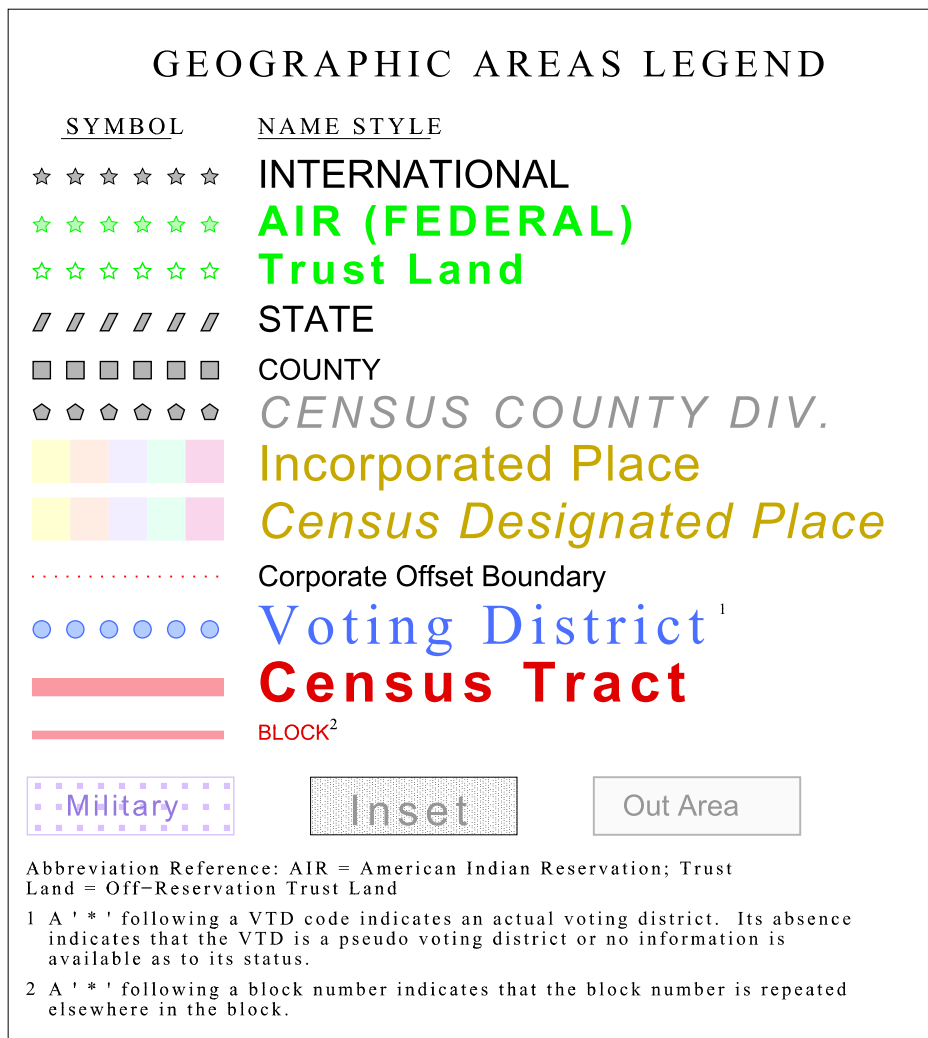 GEOGRAPHIC AREAS LEGEND
SYMBOL NAME STYLE
INTERNATIONAL
AIR (FEDERAL)
Trust Land
STATE
COUNTY
CENSUS COUNTY DIV.
Incorporated Place
Census Designated Place
Corporate Offset Boundary
Voting District 1
Census Tract
BLOCK2
Military Inset Out Area
Abbreviation Reference: AIR = American Indian Reservation; Trust
Land = Off−Reservation Trust Land
1 A ' * ' following a VTD code indicates an actual voting district. Its absence
indicates that the VTD is a pseudo voting district or no information is
available as to its status.
2 A ' * ' following a block number indicates that the block number is repeated
elsewhere in the block.